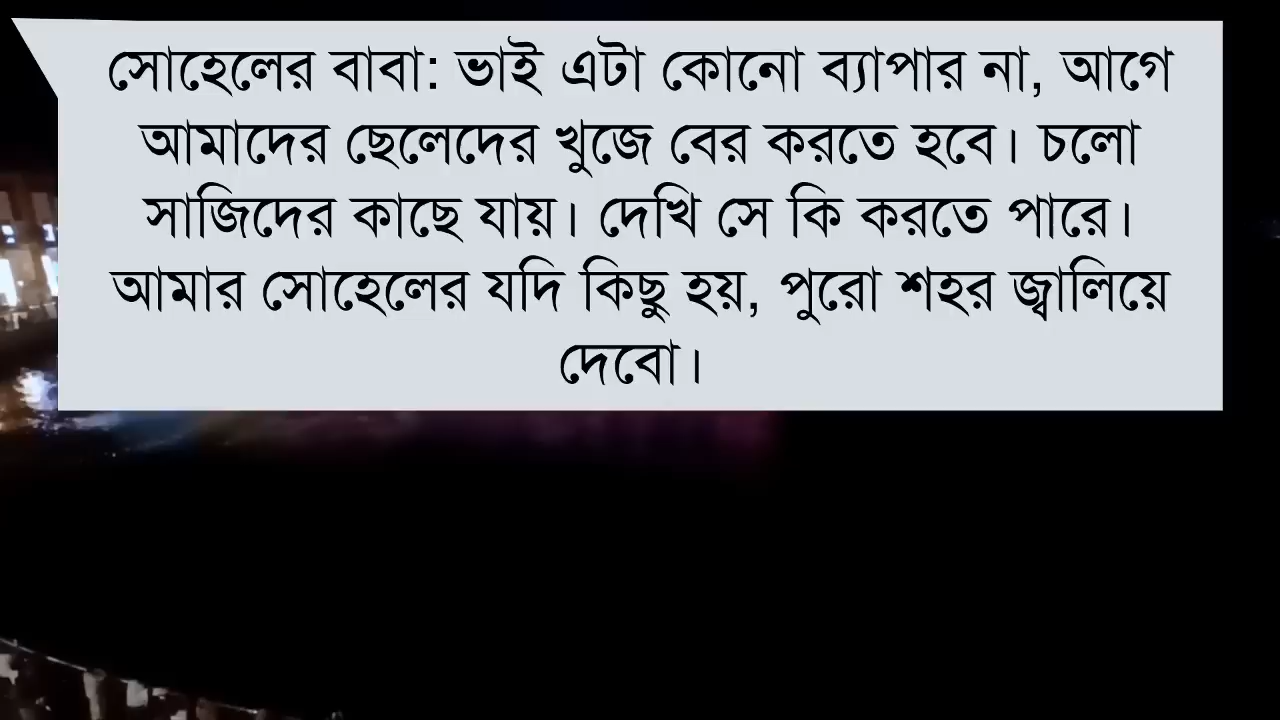 সোহেলের বাবা: ভাই এটা কোনো ব্যাপার না, আগে
আমাদের ছেলেদের খুজে বের করতে হবে। চলো
সাজিদের কাছে যায়। দেখি সে কি করতে পারে।
আমার সোহেলের যদি কিছু হয়, পুরো শহর জ্বালিয়ে
দেবো।